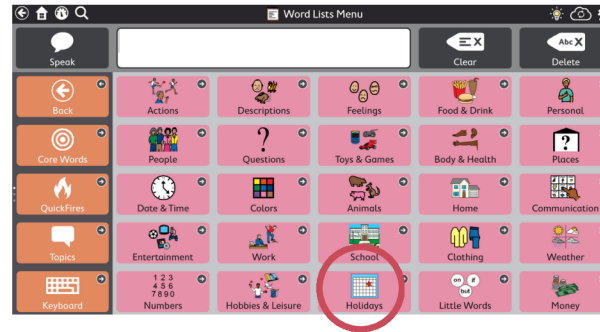 Word Lists Menu
Speak
X
Clear
Abc X
Delete
Back
Actions
Descriptions
Feelings
Food & Drink
Personal
Core Words
People
?
Questions
Toys & Games
Body & Health
?
Places
QuickFires
Date & Time
Colors
Animals
Home
Communication
Topics
Entertainment
Work
School
Clothing
Weather
Keyboard
1 2 3
4 5 6
7 8 9 0
Numbers
Hobbies & Leisure
Holidays
on if
but
Little Words
Money